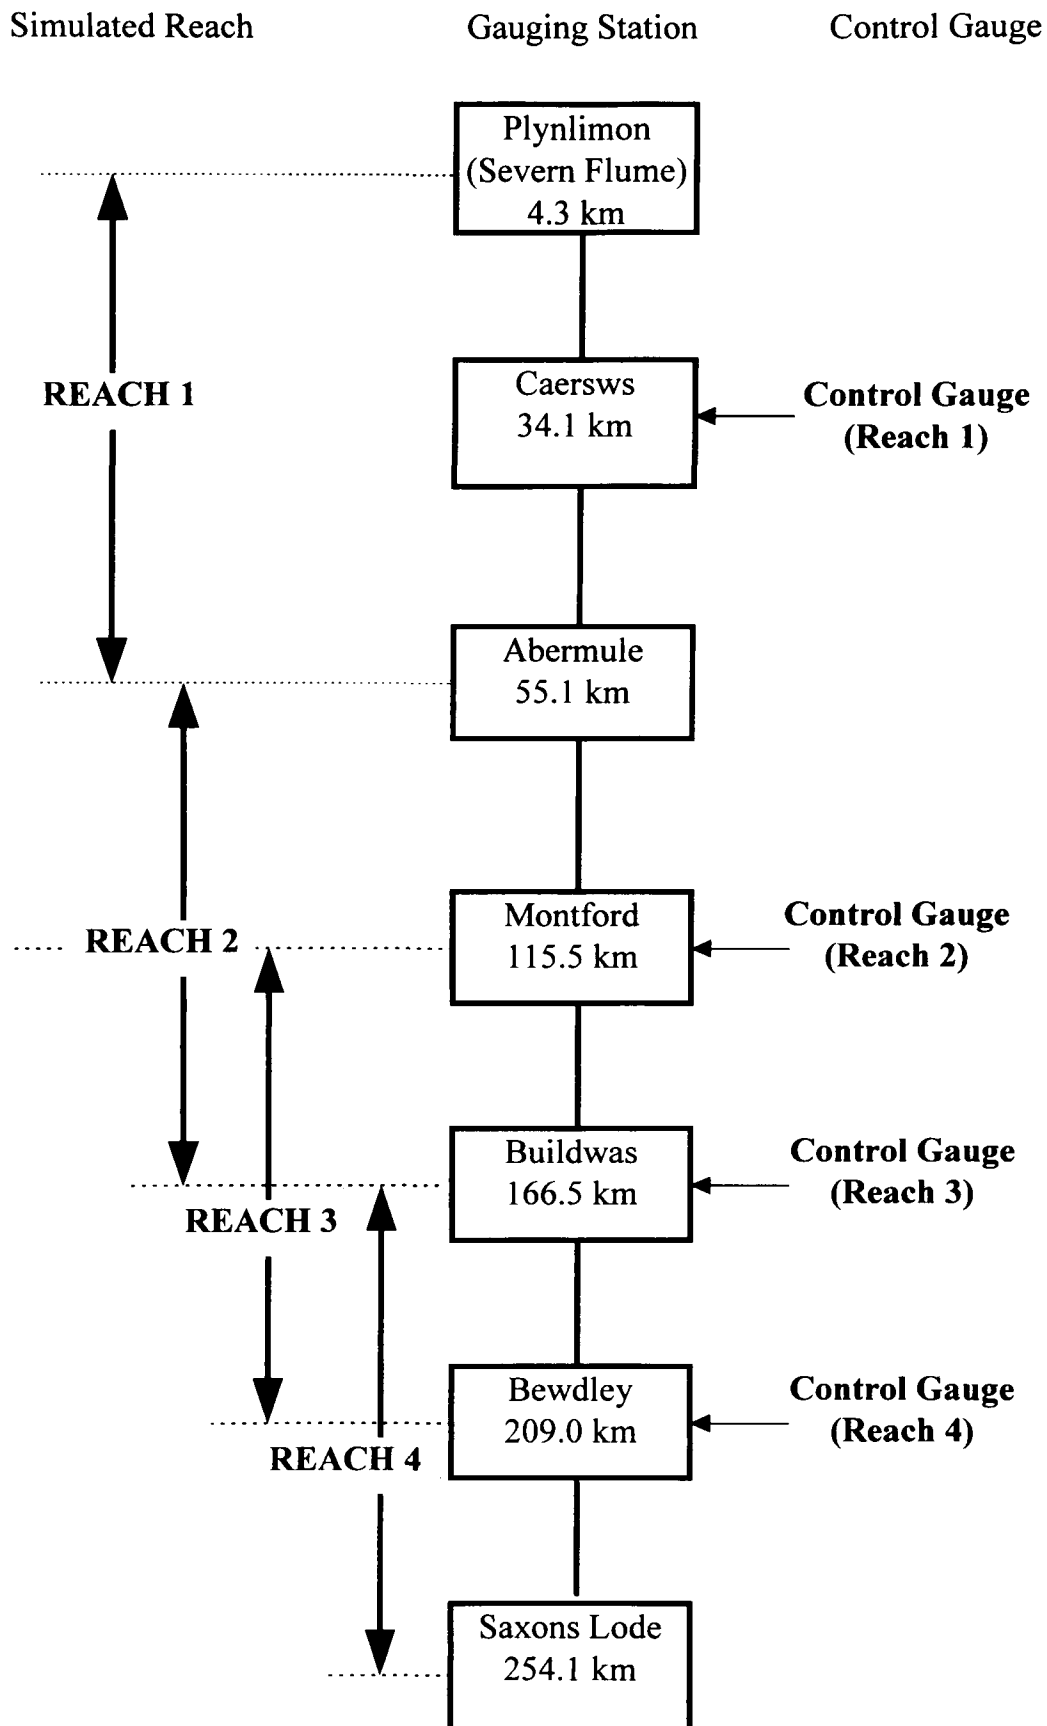 Simulated Reach
Gauging Station
Control Gauge
Plynlimon
(Severn Flume)
4.3 km
REACH 1
Caersws
34.1 km
Control Gauge
(Reach 1)
Abermule
55.1 km
REACH 2
Montford
115.5 km
Control Gauge
(Reach 2)
Buildwas
166.5 km
Control Gauge
(Reach 3)
REACH 3
Bewdley
209.0 km
Control Gauge
(Reach 4)
REACH 4
Saxons Lode
254.1 km